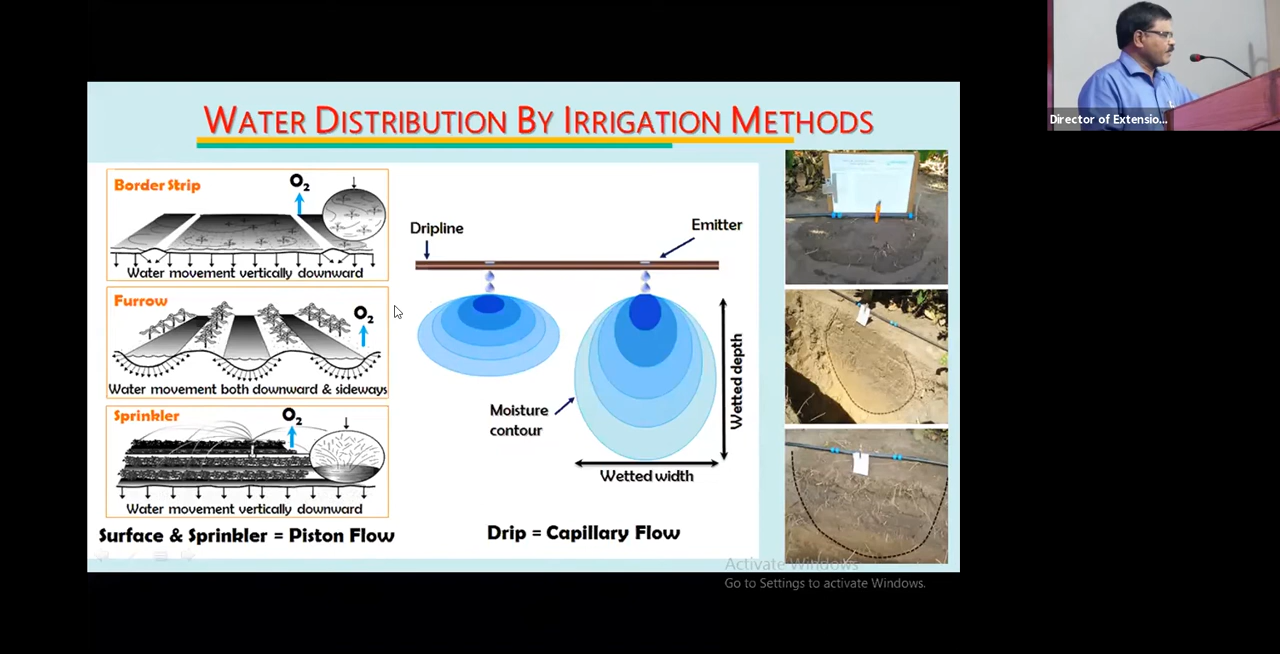 WATER DISTRIBUTION BY IRRIGATION METHODS
Border Strip
O2
Water movement vertically downward
Furrow
O2
Water movement both downward & sideways
Sprinkler
O2
Water movement vertically downward
Surface & Sprinkler = Piston Flow
Dripline
Emitter
Moisture
contour
Wetted depth
Wetted width
Drip = Capillary Flow
Director of Extensio...
Activate Windows
Go to Settings to activate Windows.